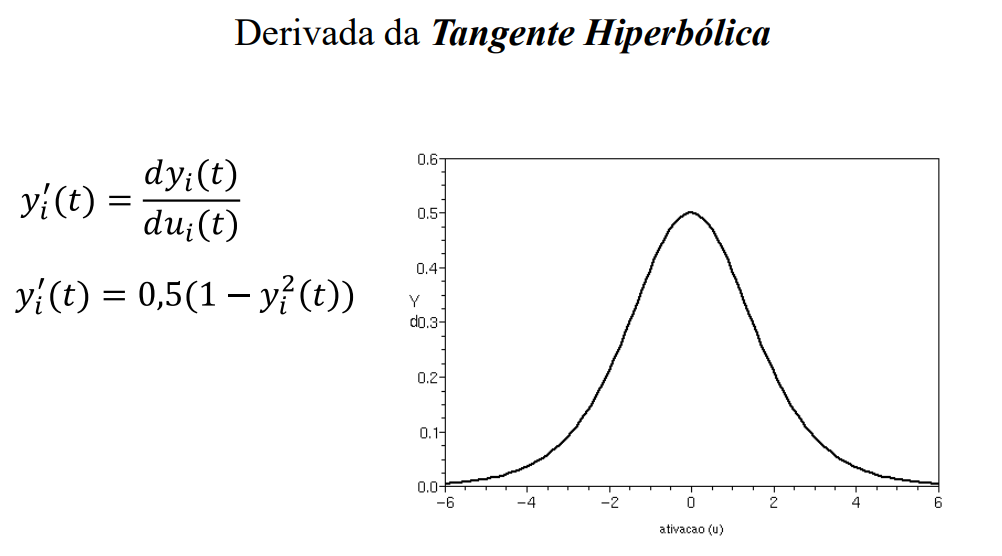 Derivada da Tangente Hiperbólica
y′ᵢ(t) = dyᵢ(t)/duᵢ(t)
y′ᵢ(t) = 0,5(1 − yᵢ²(t))
0.6
0.5
0.4
Y
d
0.3
0.2
0.1
0.0
−6 −4 −2 0 2 4 6
ativacao (u)